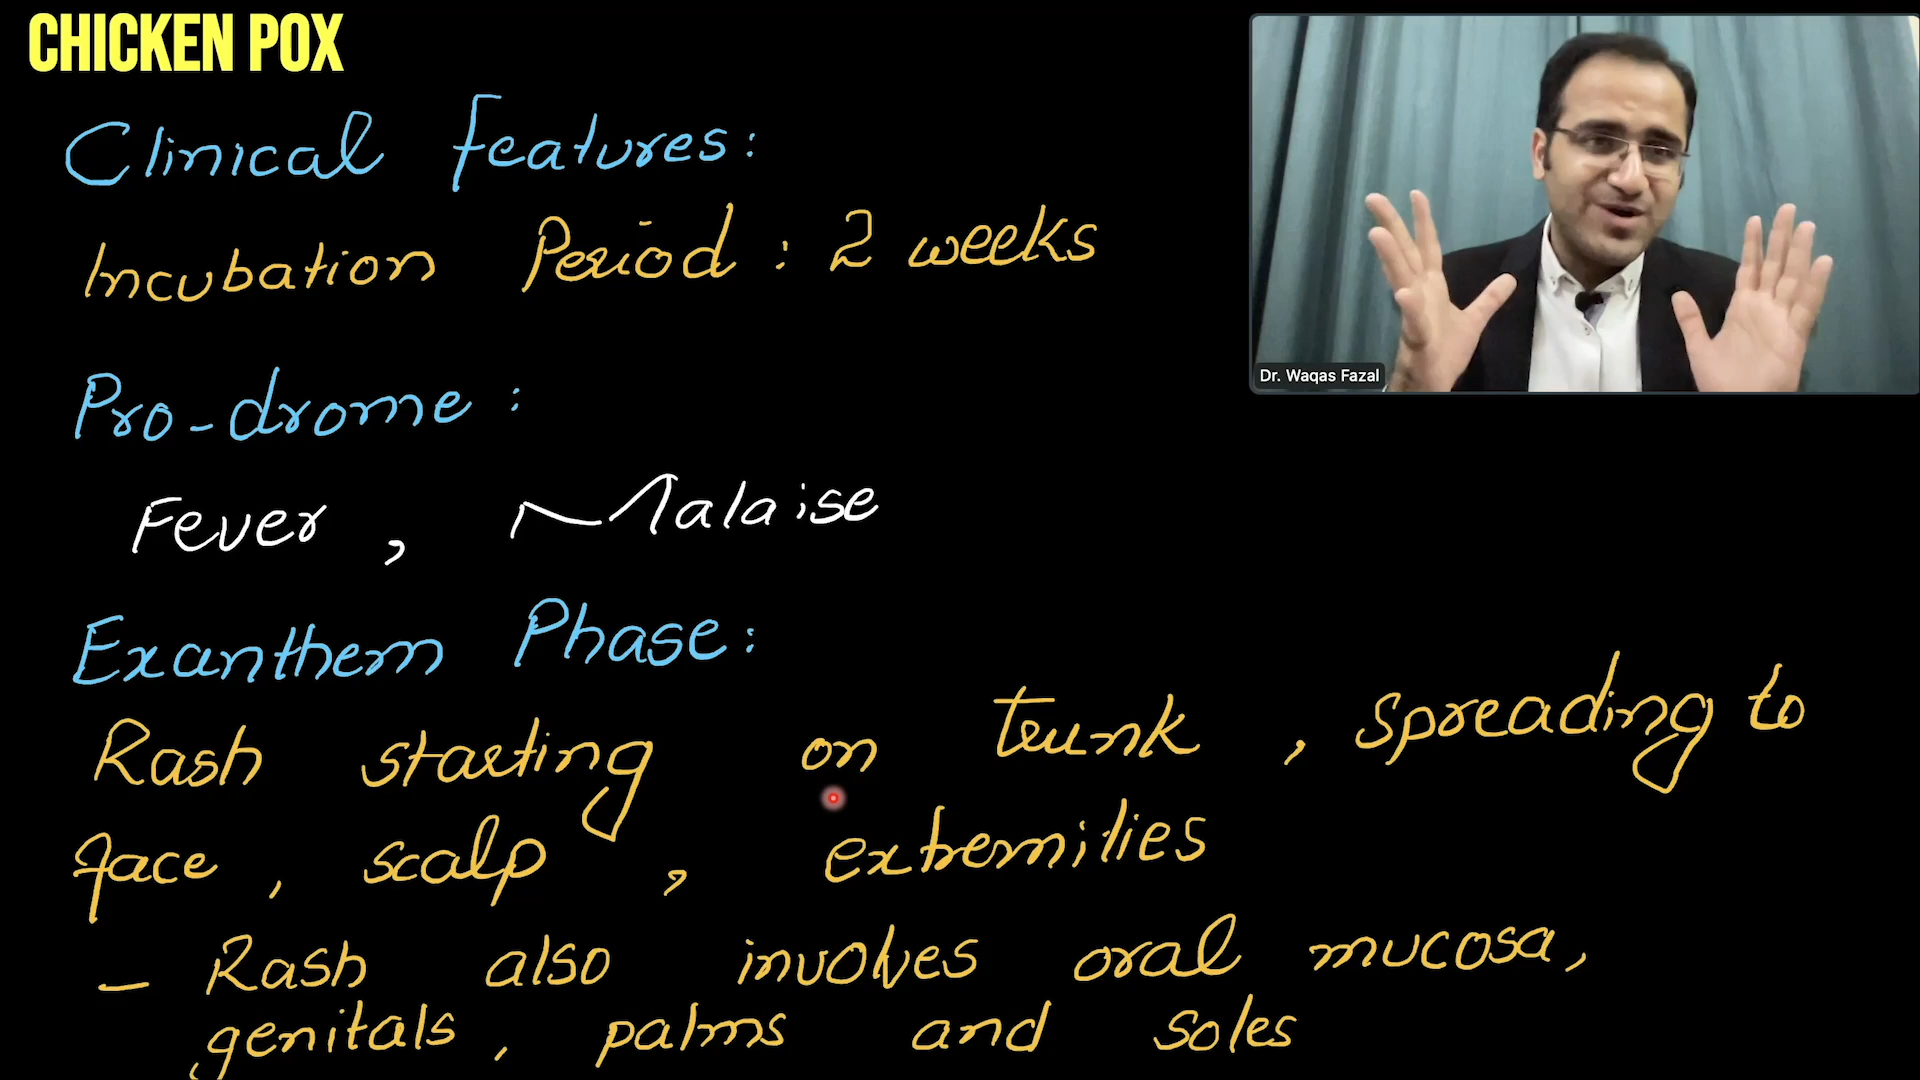 CHICKEN POX
Clinical Features:
Incubation Period: 2 weeks
Dr. Waqas Fazal
Pro-drome:
Fever, Malaise
Exanthem Phase:
Rash starting on trunk, spreading to
face, scalp, extremities
- Rash also involves oral mucosa,
genitals, palms and soles